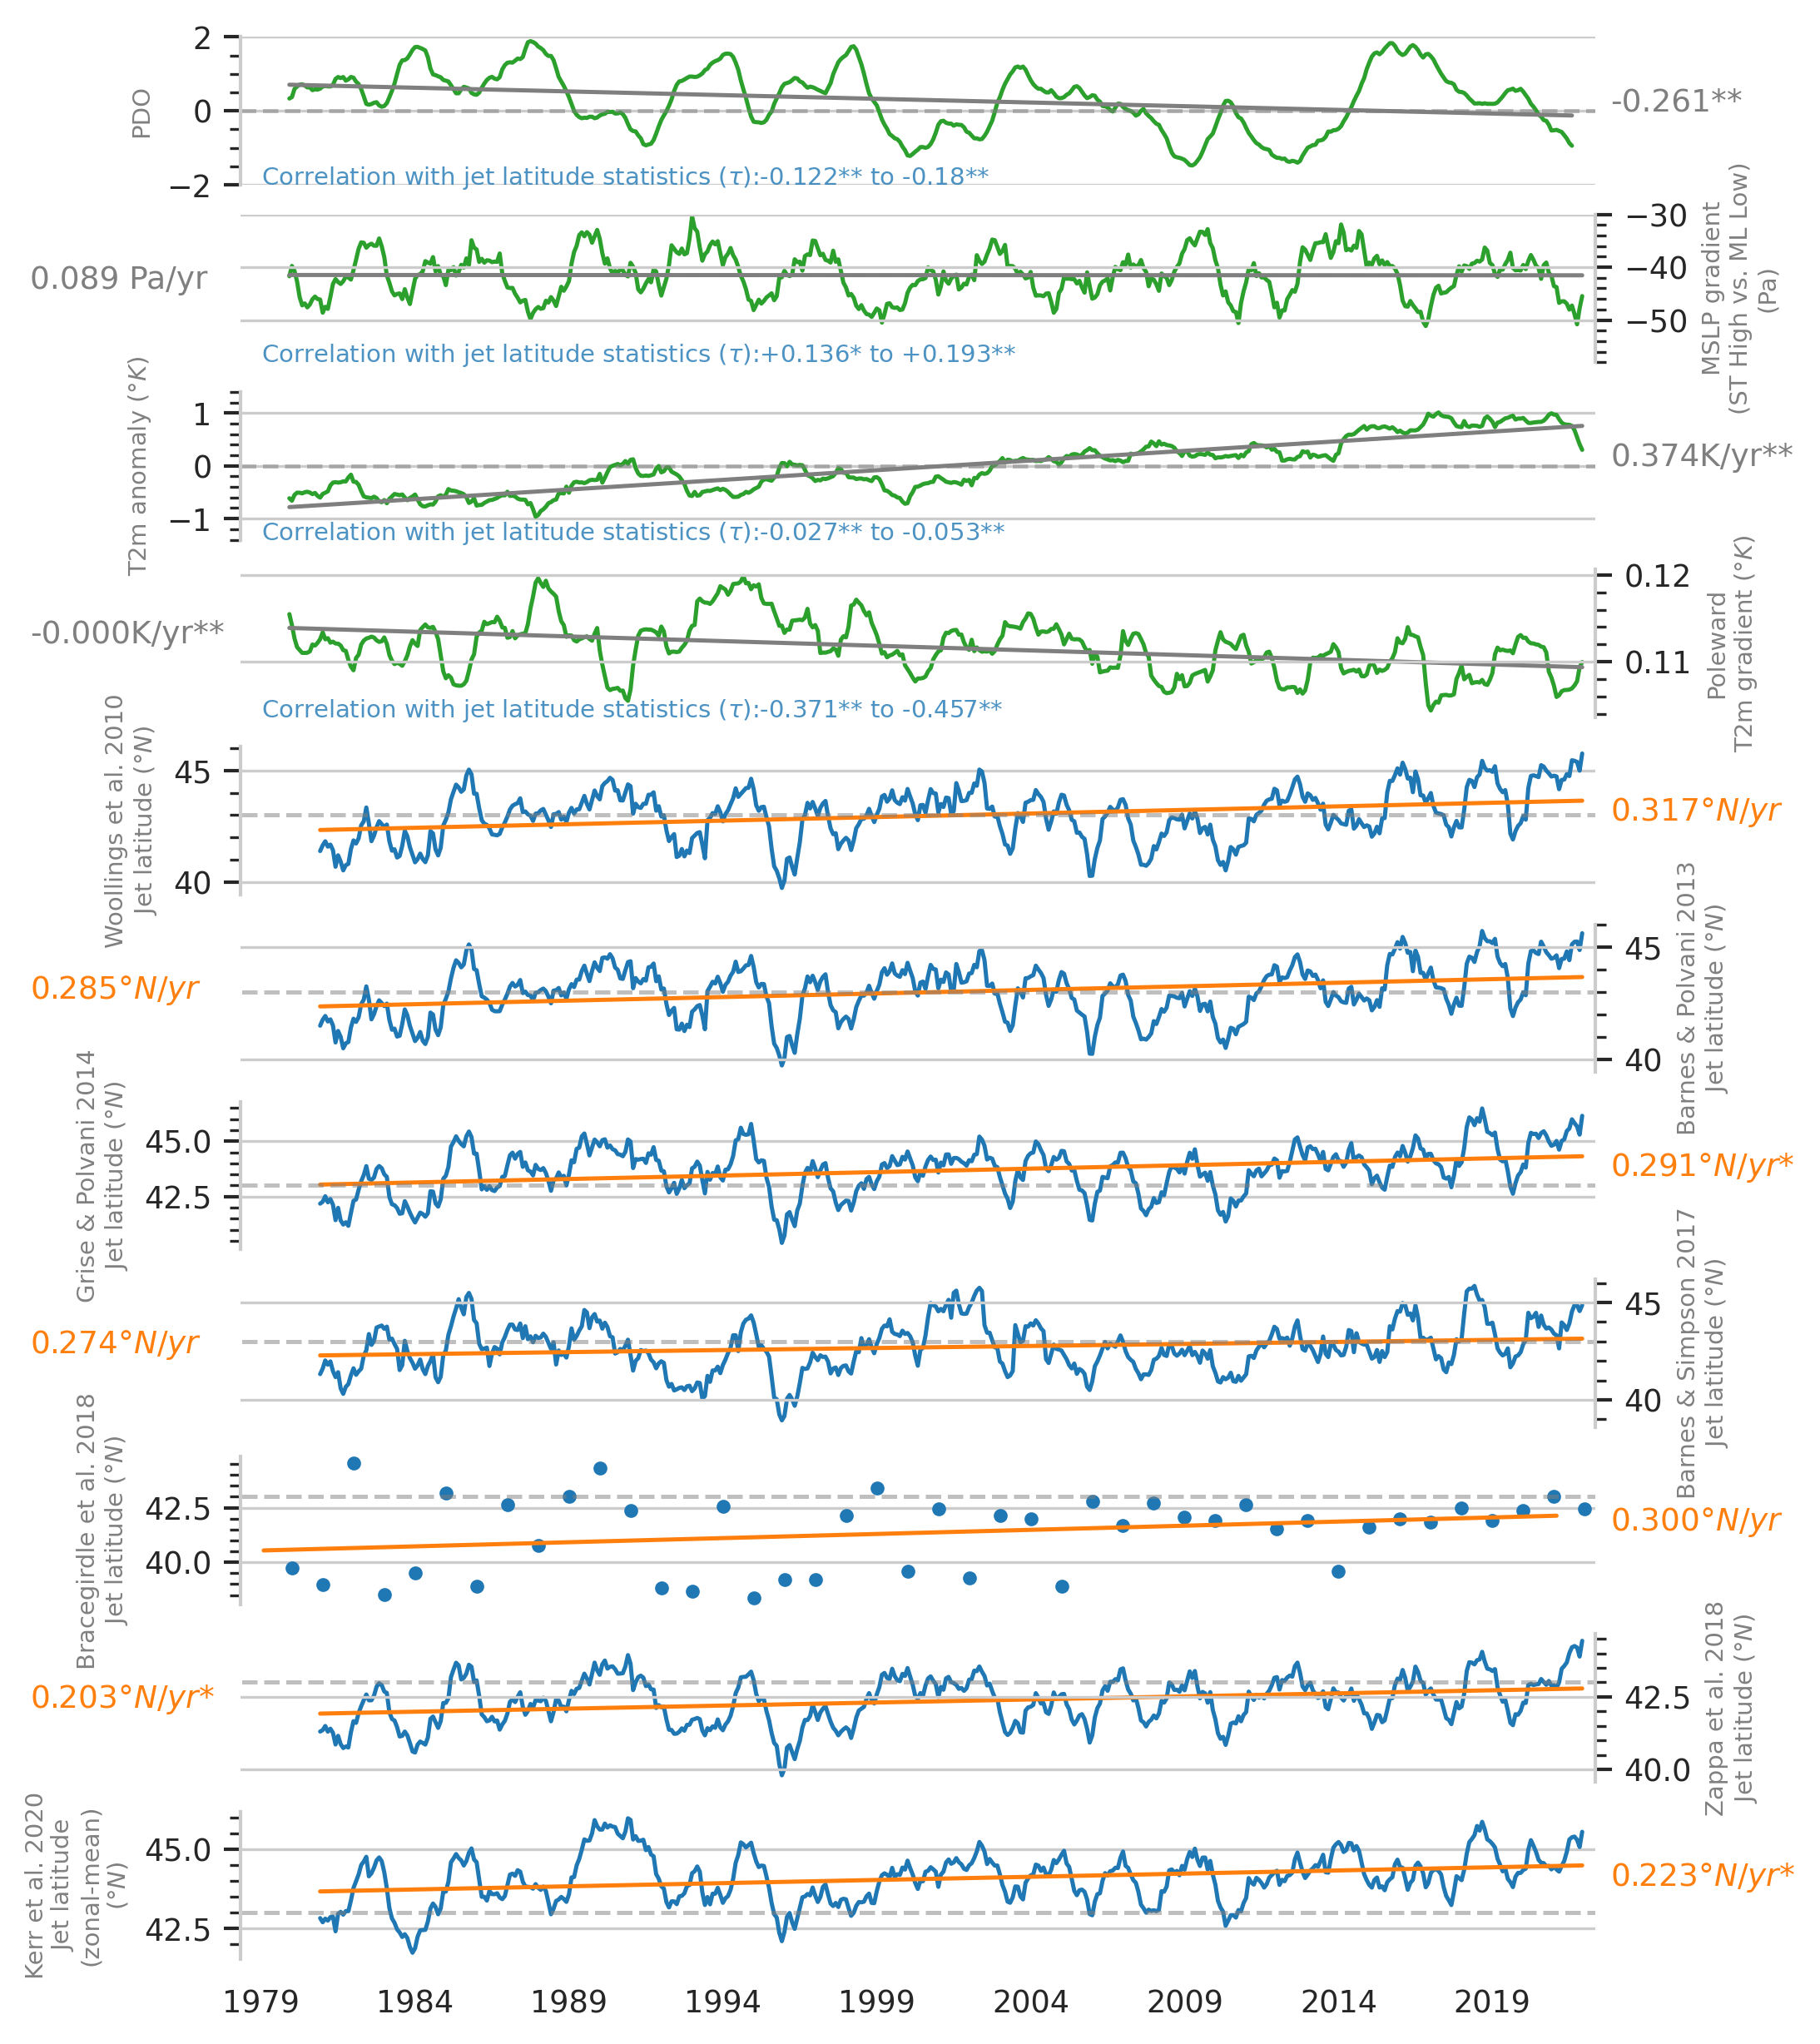 2
0
−2
PDO
-0.261**
Correlation with jet latitude statistics (τ):-0.122** to -0.18**
0.089 Pa/yr
−30
−40
−50
MSLP gradient
(ST High vs. ML Low)
(Pa)
Correlation with jet latitude statistics (τ):+0.136* to +0.193**
T2m anomaly (°K)
1
0
−1
0.374K/yr**
Correlation with jet latitude statistics (τ):-0.027** to -0.053**
-0.000K/yr**
0.12
0.11
Poleward
T2m gradient (°K)
Correlation with jet latitude statistics (τ):-0.371** to -0.457**
Woollings et al. 2010
Jet latitude (°N)
45
40
0.317°N/yr
0.285°N/yr
45
40
Barnes & Polvani 2013
Jet latitude (°N)
Grise & Polvani 2014
Jet latitude (°N)
45.0
42.5
0.291°N/yr*
0.274°N/yr
45
40
Barnes & Simpson 2017
Jet latitude (°N)
Bracegirdle et al. 2018
Jet latitude (°N)
42.5
40.0
0.300°N/yr
0.203°N/yr*
42.5
40.0
Zappa et al. 2018
Jet latitude (°N)
Kerr et al. 2020
Jet latitude
(zonal-mean)
(°N)
45.0
42.5
0.223°N/yr*
1979 1984 1989 1994 1999 2004 2009 2014 2019